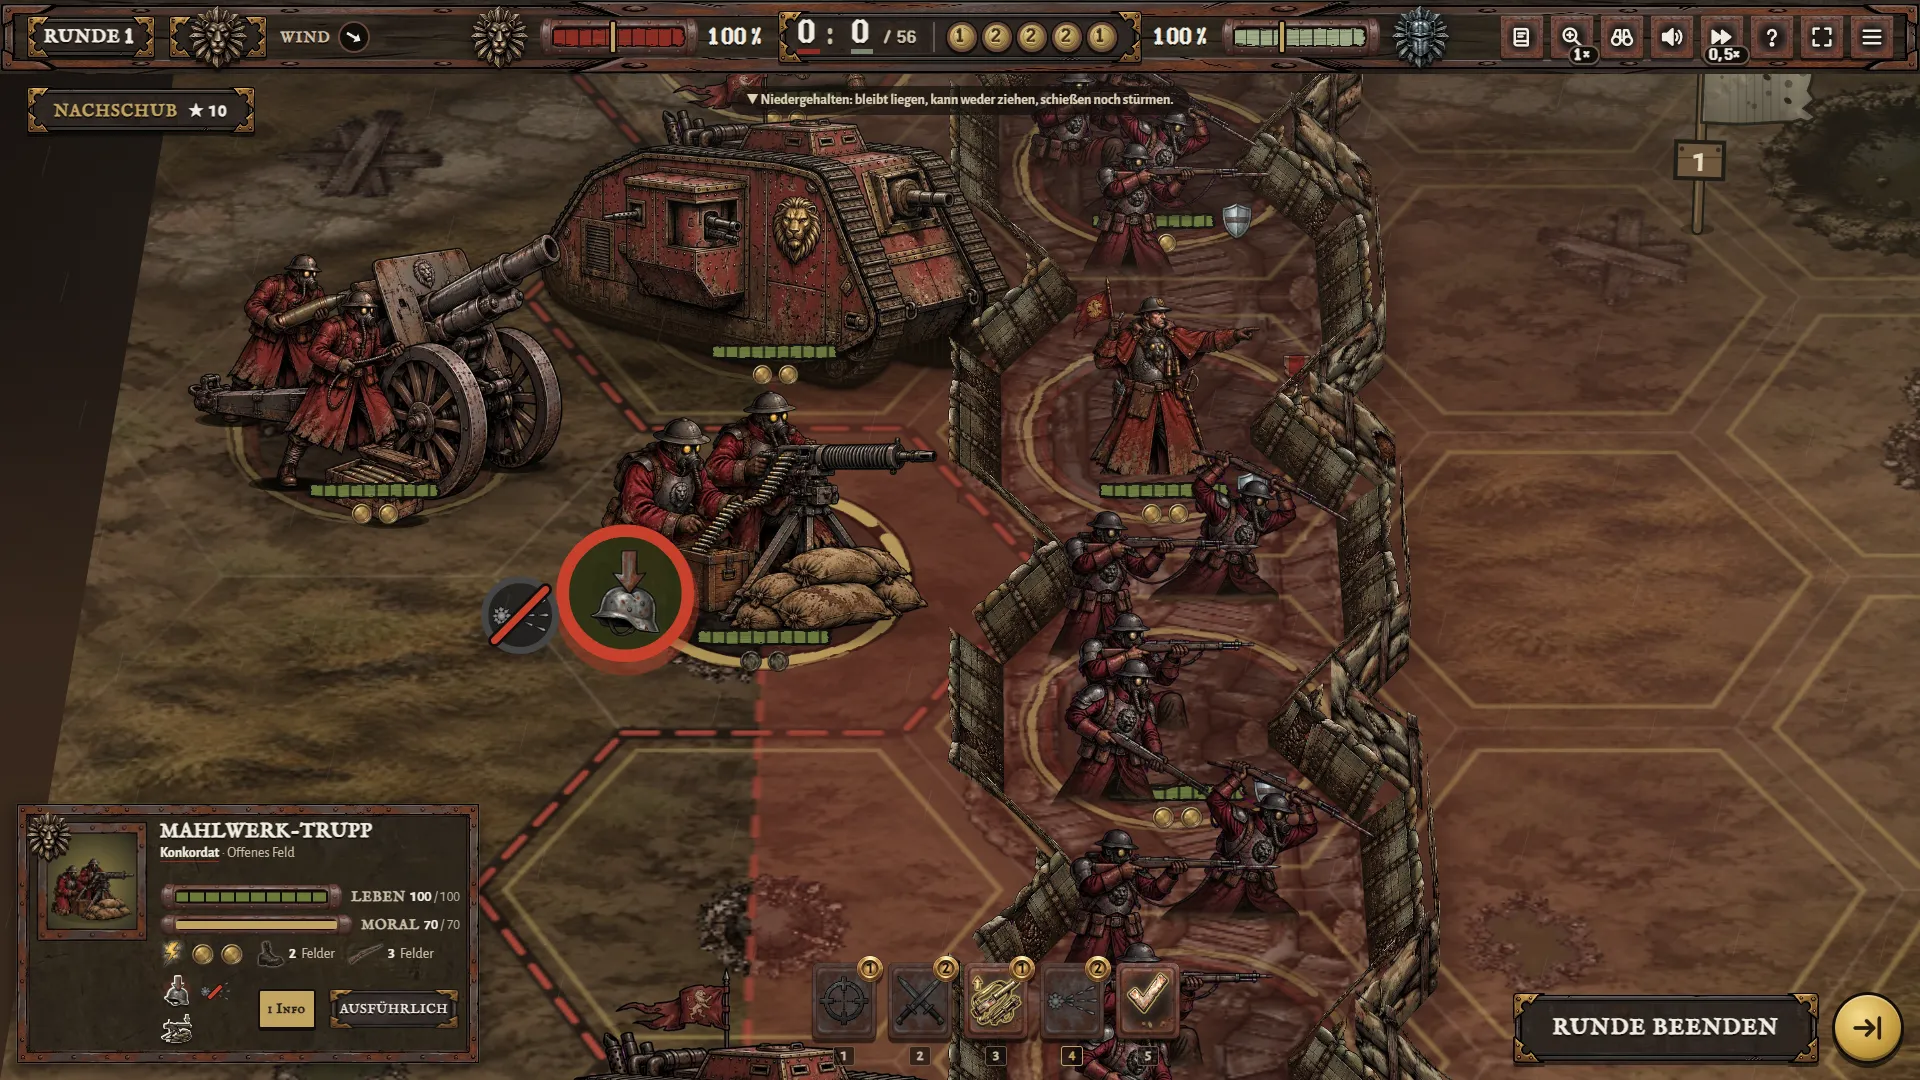 RUNDE 1
WIND
100%
0 : 0 / 56
1 2 2 2 1
100%
1×
0,5×
?
NACHSCHUB ★ 10
▼ Niedergehalten: bleibt liegen, kann weder ziehen, schießen noch stürmen.
1
MAHLWERK-TRUPP
Konkordat · Offenes Feld
LEBEN 100/100
MORAL 70/70
2 Felder
3 Felder
1 INFO
AUSFÜHRLICH
1 2 1 2
1 2 3 4 5
RUNDE BEENDEN